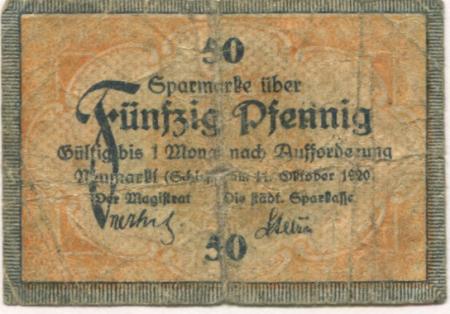 50
Sparmarke über
Fünfzig Pfennig
Gültig bis 1 Monat nach Aufforderung
Neumarkt (Schles.) am 11. Oktober 1920
Der Magistrat Die städt. Sparkasse
50